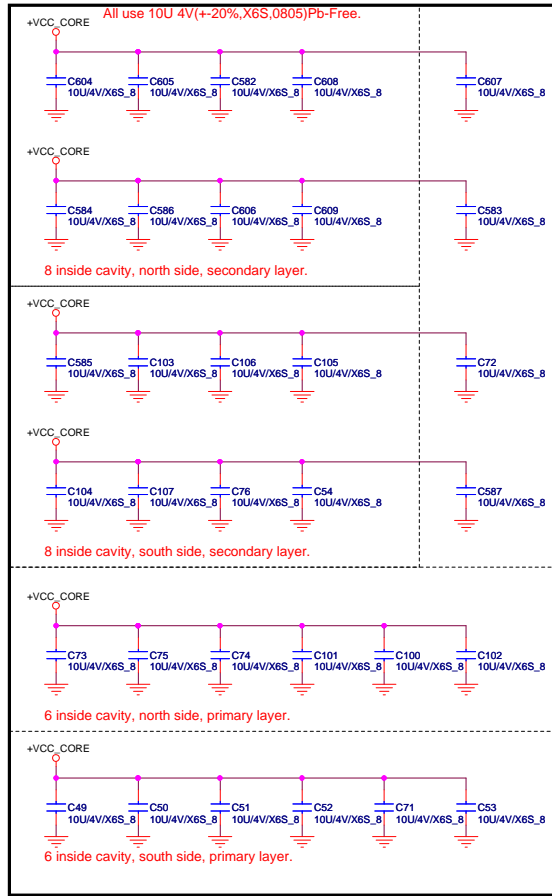 All use 10U 4V(+-20%,X6S,0805)Pb-Free.
+VCC_CORE
C604 C605 C582 C608 C607
10U/4V/X6S_8 10U/4V/X6S_8 10U/4V/X6S_8 10U/4V/X6S_8 10U/4V/X6S_8
+VCC_CORE
C584 C586 C606 C609 C583
10U/4V/X6S_8 10U/4V/X6S_8 10U/4V/X6S_8 10U/4V/X6S_8 10U/4V/X6S_8
8 inside cavity, north side, secondary layer.
+VCC_CORE
C585 C103 C106 C105 C72
10U/4V/X6S_8 10U/4V/X6S_8 10U/4V/X6S_8 10U/4V/X6S_8 10U/4V/X6S_8
+VCC_CORE
C104 C107 C76 C54 C587
10U/4V/X6S_8 10U/4V/X6S_8 10U/4V/X6S_8 10U/4V/X6S_8 10U/4V/X6S_8
8 inside cavity, south side, secondary layer.
+VCC_CORE
C73 C75 C74 C101 C100 C102
10U/4V/X6S_8 10U/4V/X6S_8 10U/4V/X6S_8 10U/4V/X6S_8 10U/4V/X6S_8 10U/4V/X6S_8
6 inside cavity, north side, primary layer.
+VCC_CORE
C49 C50 C51 C52 C71 C53
10U/4V/X6S_8 10U/4V/X6S_8 10U/4V/X6S_8 10U/4V/X6S_8 10U/4V/X6S_8 10U/4V/X6S_8
6 inside cavity, south side, primary layer.